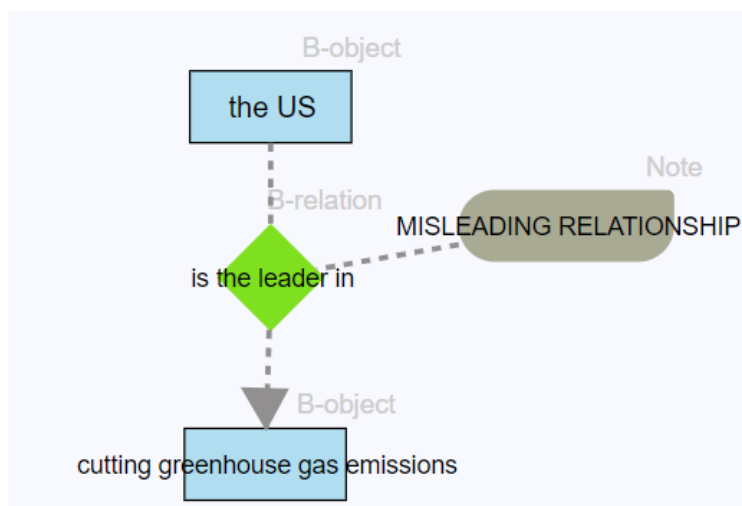 B-object
the US
Note
B-relation
MISLEADING RELATIONSHIP
is the leader in
B-object
cutting greenhouse gas emissions